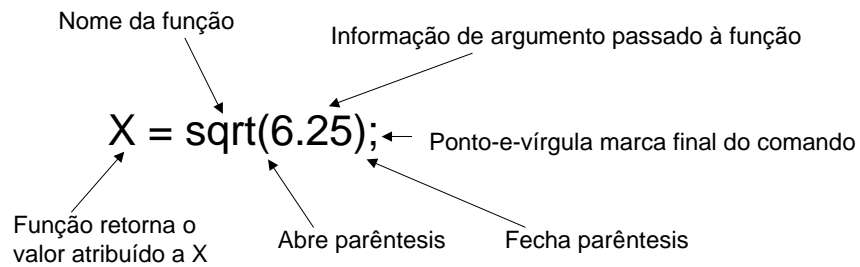 Nome da função
Informação de argumento passado à função
X = sqrt(6.25);
Ponto-e-vírgula marca final do comando
Função retorna o
valor atribuído a X
Abre parêntesis
Fecha parêntesis